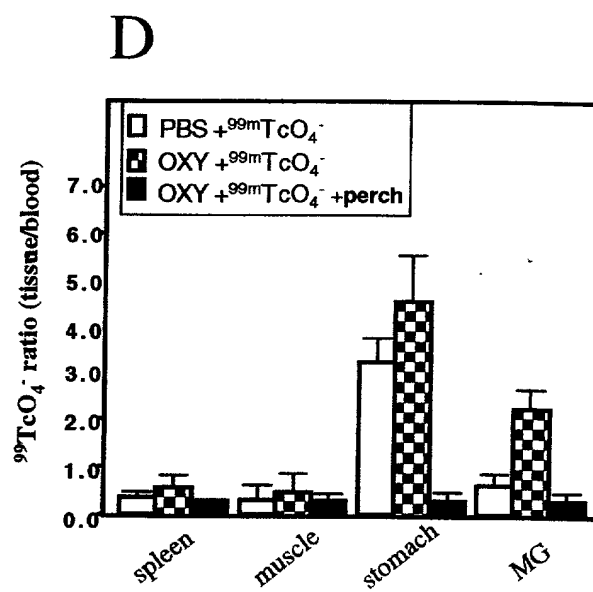 D
PBS +⁹⁹ᵐTcO₄⁻
OXY +⁹⁹ᵐTcO₄⁻
OXY +⁹⁹ᵐTcO₄⁻ +perch
⁹⁹TcO₄⁻ ratio (tissue/blood)
7.0
6.0
5.0
4.0
3.0
2.0
1.0
0.0
spleen
muscle
stomach
MG